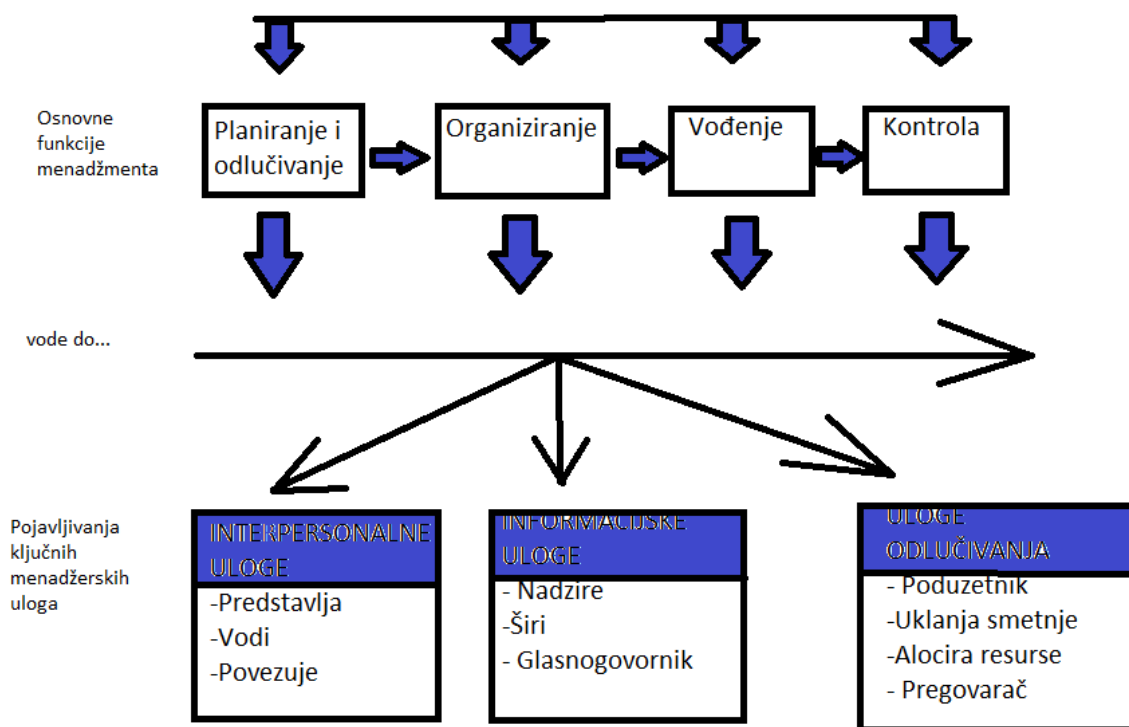 Osnovne
funkcije
menadžmenta
Planiranje i
odlučivanje
Organiziranje
Vođenje
Kontrola
vode do...
Pojavljivanja
ključnih
menadžerskih
uloga
INTERPERSONALNE
ULOGE
-Predstavlja
-Vodi
-Povezuje
INFORMACIJSKE
ULOGE
- Nadzire
-Širi
- Glasnogovornik
ULOGE
ODLUČIVANJA
- Poduzetnik
-Uklanja smetnje
-Alocira resurse
- Pregovarač